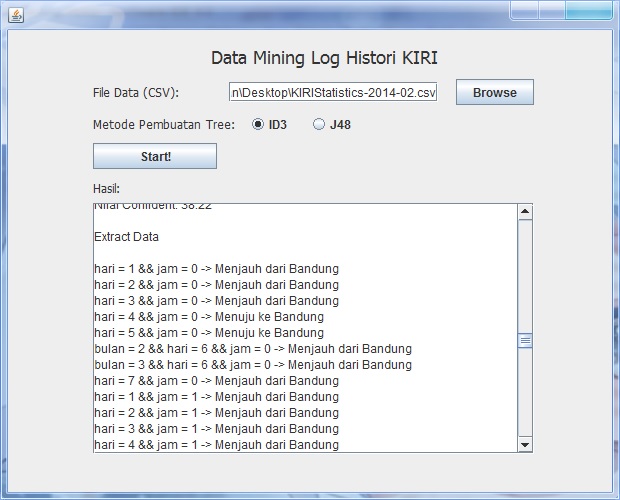 Data Mining Log Histori KIRI
File Data (CSV): n\Desktop\KIRIStatistics-2014-02.csv Browse
Metode Pembuatan Tree: ID3 J48
Start!
Hasil:
Nilai Confident: 38.22
Extract Data
hari = 1 && jam = 0 -> Menjauh dari Bandung
hari = 2 && jam = 0 -> Menjauh dari Bandung
hari = 3 && jam = 0 -> Menjauh dari Bandung
hari = 4 && jam = 0 -> Menuju ke Bandung
hari = 5 && jam = 0 -> Menuju ke Bandung
bulan = 2 && hari = 6 && jam = 0 -> Menjauh dari Bandung
bulan = 3 && hari = 6 && jam = 0 -> Menjauh dari Bandung
hari = 7 && jam = 0 -> Menjauh dari Bandung
hari = 1 && jam = 1 -> Menjauh dari Bandung
hari = 2 && jam = 1 -> Menjauh dari Bandung
hari = 3 && jam = 1 -> Menjauh dari Bandung
hari = 4 && jam = 1 -> Menjauh dari Bandung